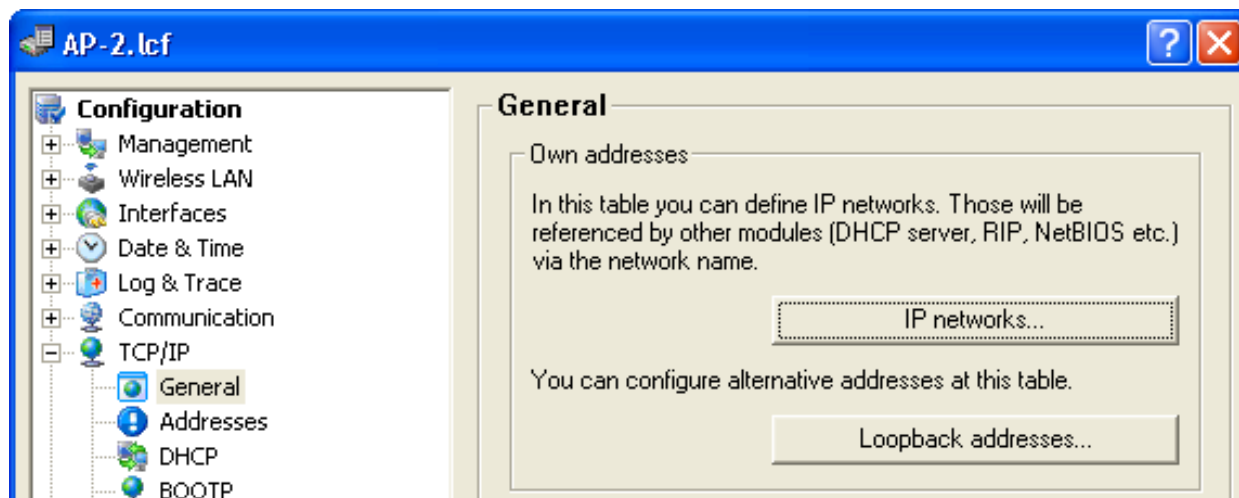 AP-2.lcf
Configuration
Management
Wireless LAN
Interfaces
Date & Time
Log & Trace
Communication
TCP/IP
General
Addresses
DHCP
BOOTP
General
Own addresses
In this table you can define IP networks. Those will be
referenced by other modules (DHCP server, RIP, NetBIOS etc.)
via the network name.
IP networks...
You can configure alternative addresses at this table.
Loopback addresses...